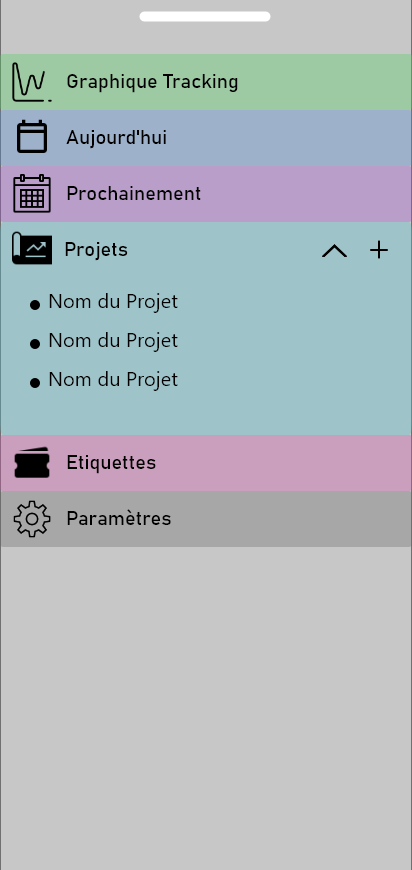 Graphique Tracking
Aujourd'hui
Prochainement
Projets
Nom du Projet
Nom du Projet
Nom du Projet
Etiquettes
Paramètres